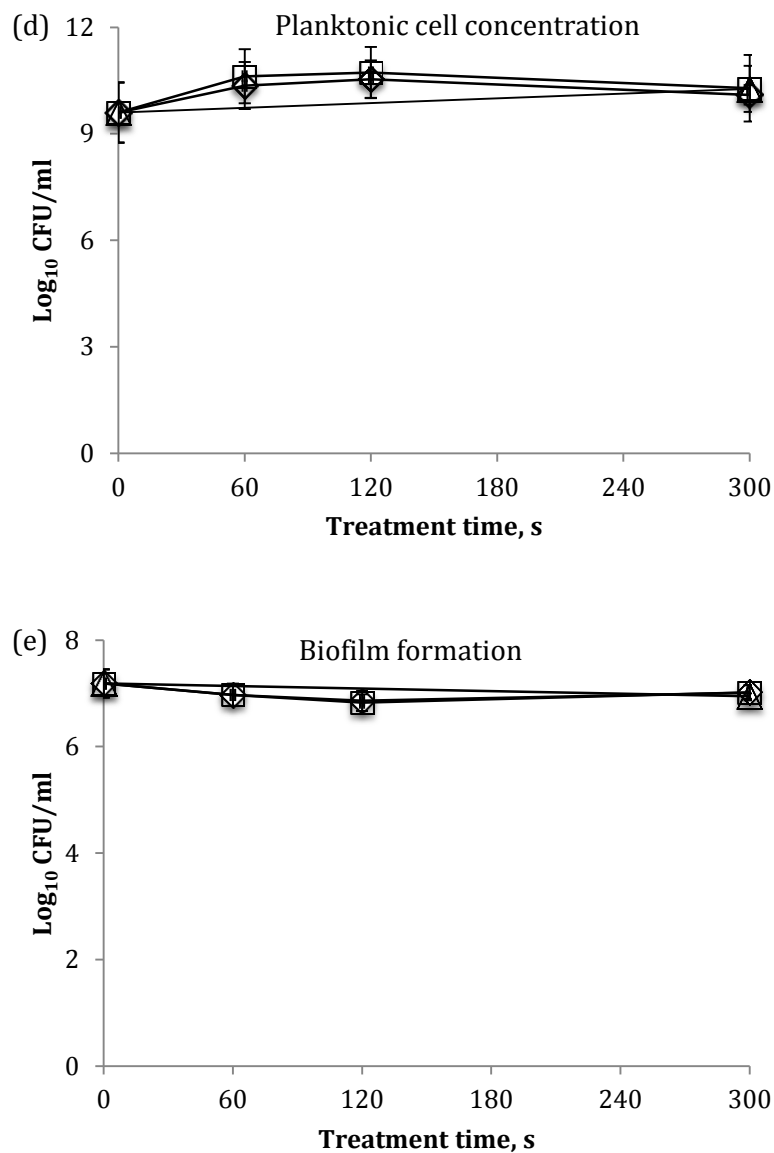 (d) Planktonic cell concentration
12
9
6
3
0
Log₁₀ CFU/ml
0 60 120 180 240 300
Treatment time, s
(e) Biofilm formation
8
6
4
2
0
Log₁₀ CFU/ml
0 60 120 180 240 300
Treatment time, s